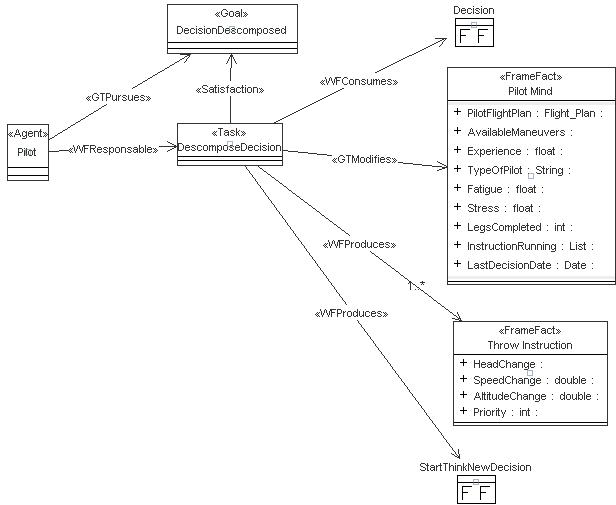 «Goal»
DecisionDescomposed
Decision
F F
«WFConsumes»
«GTPursues»
«Satisfaction»
«FrameFact»
Pilot Mind
+ PilotFlightPlan : Flight_Plan :
+ AvailableManeuvers :
+ Experience : float :
+ TypeOfPilot : String :
+ Fatigue : float :
+ Stress : float :
+ LegsCompleted : int :
+ InstructionRunning : List :
+ LastDecisionDate : Date :
«Agent»
Pilot
«WFResponsable»
«Task»
DescomposeDecision
«GTModifies»
«WFProduces»
1..*
«WFProduces»
«FrameFact»
Throw Instruction
+ HeadChange :
+ SpeedChange : double :
+ AltitudeChange : double :
+ Priority : int :
StartThinkNewDecision
F F